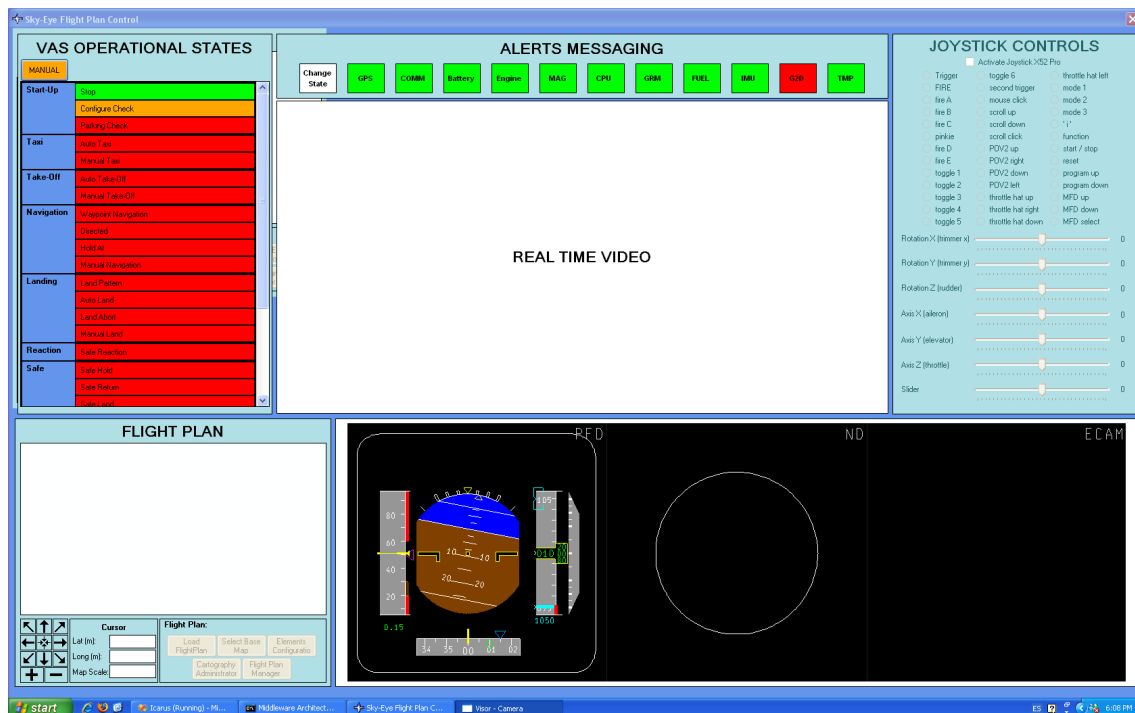 Sky-Eye Flight Plan Control
VAS OPERATIONAL STATES
MANUAL
Start-Up
Stop
Configure Check
Parking Check
Taxi
Auto Taxi
Manual Taxi
Take-Off
Auto Take-Off
Manual Take-Off
Navigation
Waypoint Navigation
Directed
Hold At
Manual Navigation
Landing
Land Pattern
Auto Land
Land Abort
Manual Land
Reaction
Safe Reaction
Safe
Safe Hold
Safe Return
Safe Land
ALERTS MESSAGING
Change State
GPS
COMM
Battery
Engine
MAG
CPU
GRM
FUEL
IMU
G2D
TMP
REAL TIME VIDEO
JOYSTICK CONTROLS
Activate Joystick X52 Pro
Trigger toggle 6 throttle hat left
FIRE second trigger mode 1
fire A mouse click mode 2
fire B scroll up mode 3
fire C scroll down ' i '
pinkie scroll click function
fire D POV2 up start / stop
fire E POV2 right reset
toggle 1 POV2 down program up
toggle 2 POV2 left program down
toggle 3 throttle hat up MFD up
toggle 4 throttle hat right MFD down
toggle 5 throttle hat down MFD select
Rotation X (trimmer x) 0
Rotation Y (trimmer y) 0
Rotation Z (rudder) 0
Axis X (aileron) 0
Axis Y (elevator) 0
Axis Z (throttle) 0
Slider 0
FLIGHT PLAN
Cursor
Lat (m):
Long (m):
Map Scale:
Flight Plan:
Load FlightPlan
Select Base Map
Elements Configuratio
Cartography Administrator
Flight Plan Manager
PFD
ND
ECAM
80
60
40
20
0.15
10 10
20 20
105
010
1050
34 35 00 01 02
start
Icarus (Running) - Mi...
Middleware Architect...
Sky-Eye Flight Plan C...
Visor - Camera
ES
6:08 PM